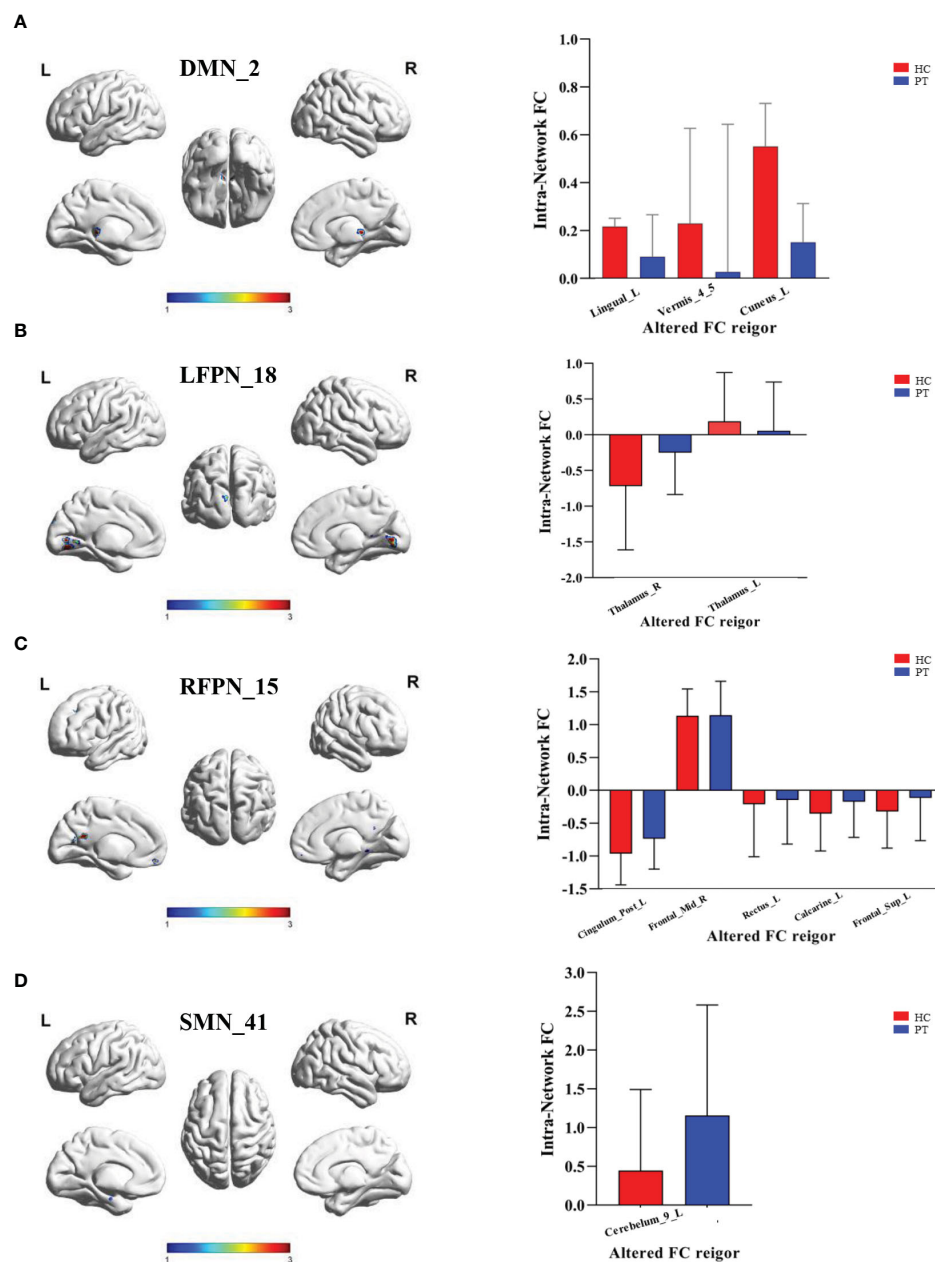 A
L
DMN_2
R
1
3
Intra-Network FC
1.0
0.8
0.6
0.4
0.2
0.0
Lingual_L
Vermis_4_5
Cuneus_L
Altered FC reigor
HC
PT
B
L
LFPN_18
R
1
3
Intra-Network FC
1.0
0.5
0.0
-0.5
-1.0
-1.5
-2.0
Thalamus_R
Thalamus_L
Altered FC reigor
HC
PT
C
L
RFPN_15
R
1
3
Intra-Network FC
2.0
1.5
1.0
0.5
0.0
-0.5
-1.0
-1.5
Cingulum_Post_L
Frontal_Mid_R
Rectus_L
Calcarine_L
Frontal_Sup_L
Altered FC reigor
HC
PT
D
L
SMN_41
R
1
3
Intra-Network FC
3.0
2.5
2.0
1.5
1.0
0.5
0.0
Cerebelum_9_L
Altered FC reigor
HC
PT